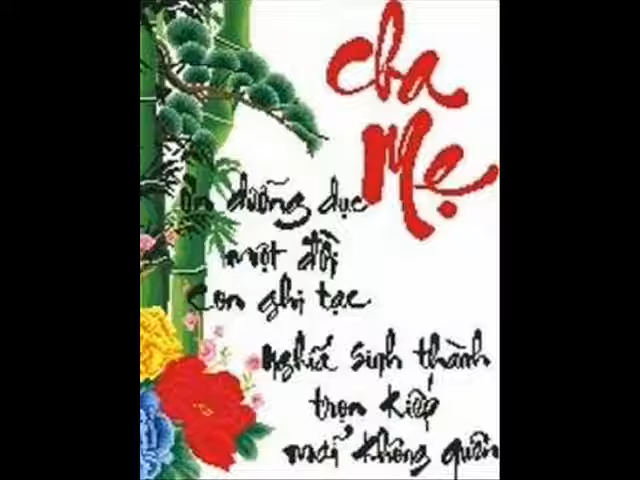 Cha
Mẹ
Ơn dưỡng dục
một đời
con ghi tạc
Nghĩa sinh thành
trọn kiếp
mãi không quên